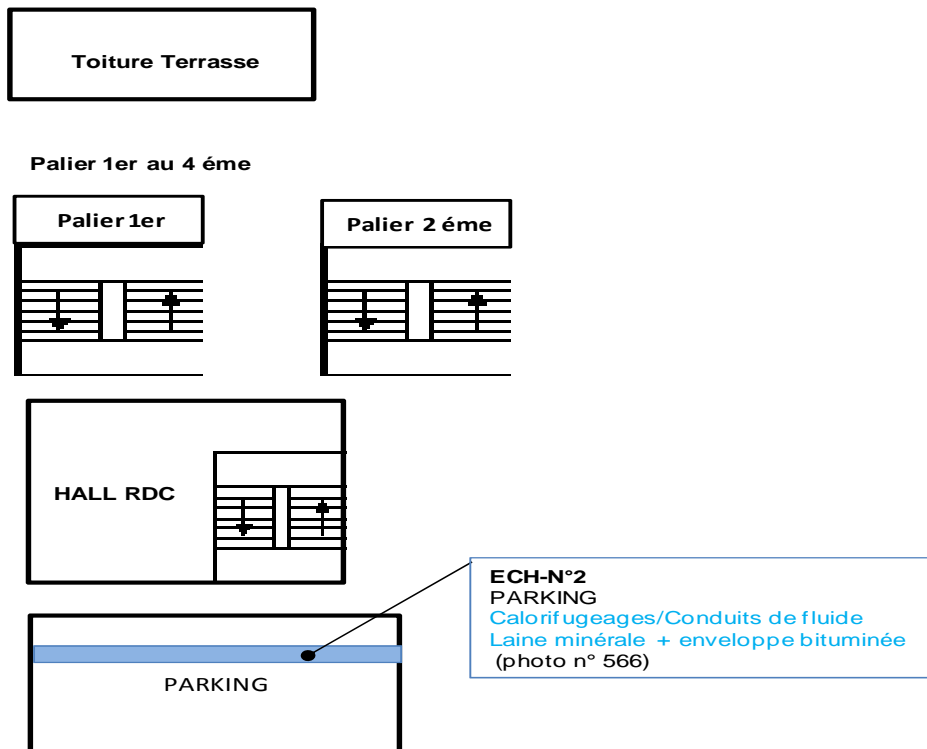 Toiture Terrasse
Palier 1er au 4 éme
Palier 1er
Palier 2 éme
HALL RDC
ECH-N°2
PARKING
Calorifugeages/Conduits de fluide
Laine minérale + enveloppe bituminée
(photo n° 566)
PARKING